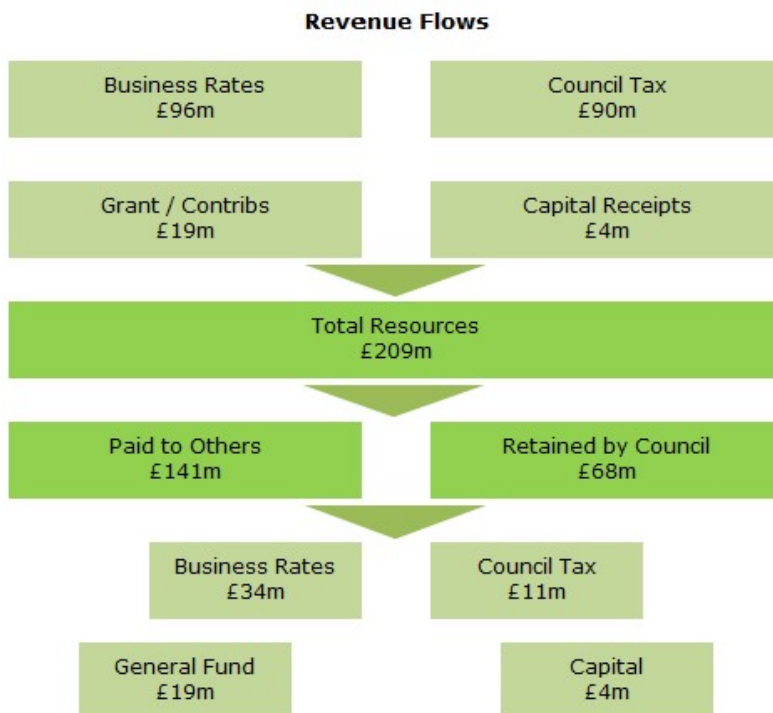 Revenue Flows
Business Rates
£96m
Council Tax
£90m
Grant / Contribs
£19m
Capital Receipts
£4m
Total Resources
£209m
Paid to Others
£141m
Retained by Council
£68m
Business Rates
£34m
Council Tax
£11m
General Fund
£19m
Capital
£4m